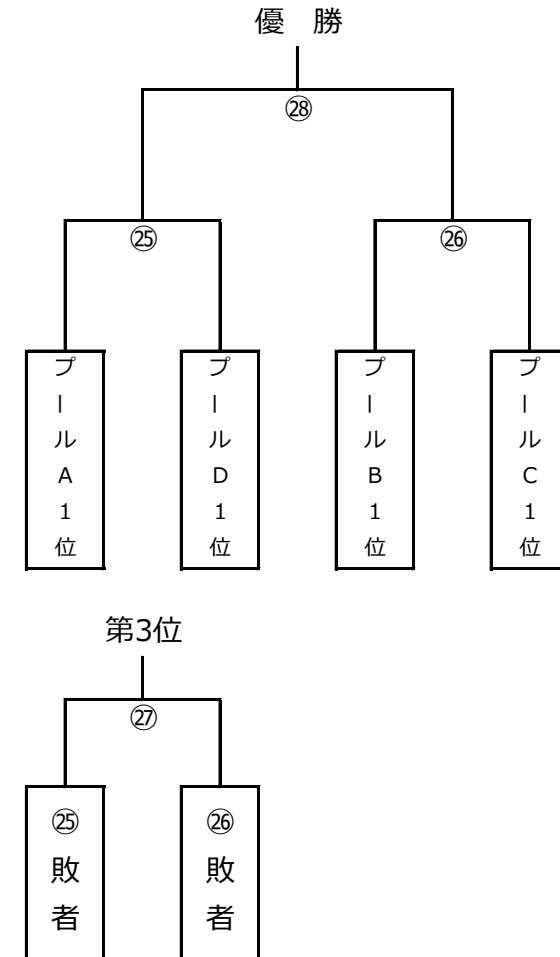 優 勝
㉘
㉕
㉖
プールA1位
プールD1位
プールB1位
プールC1位
第3位
㉗
㉕敗者
㉖敗者